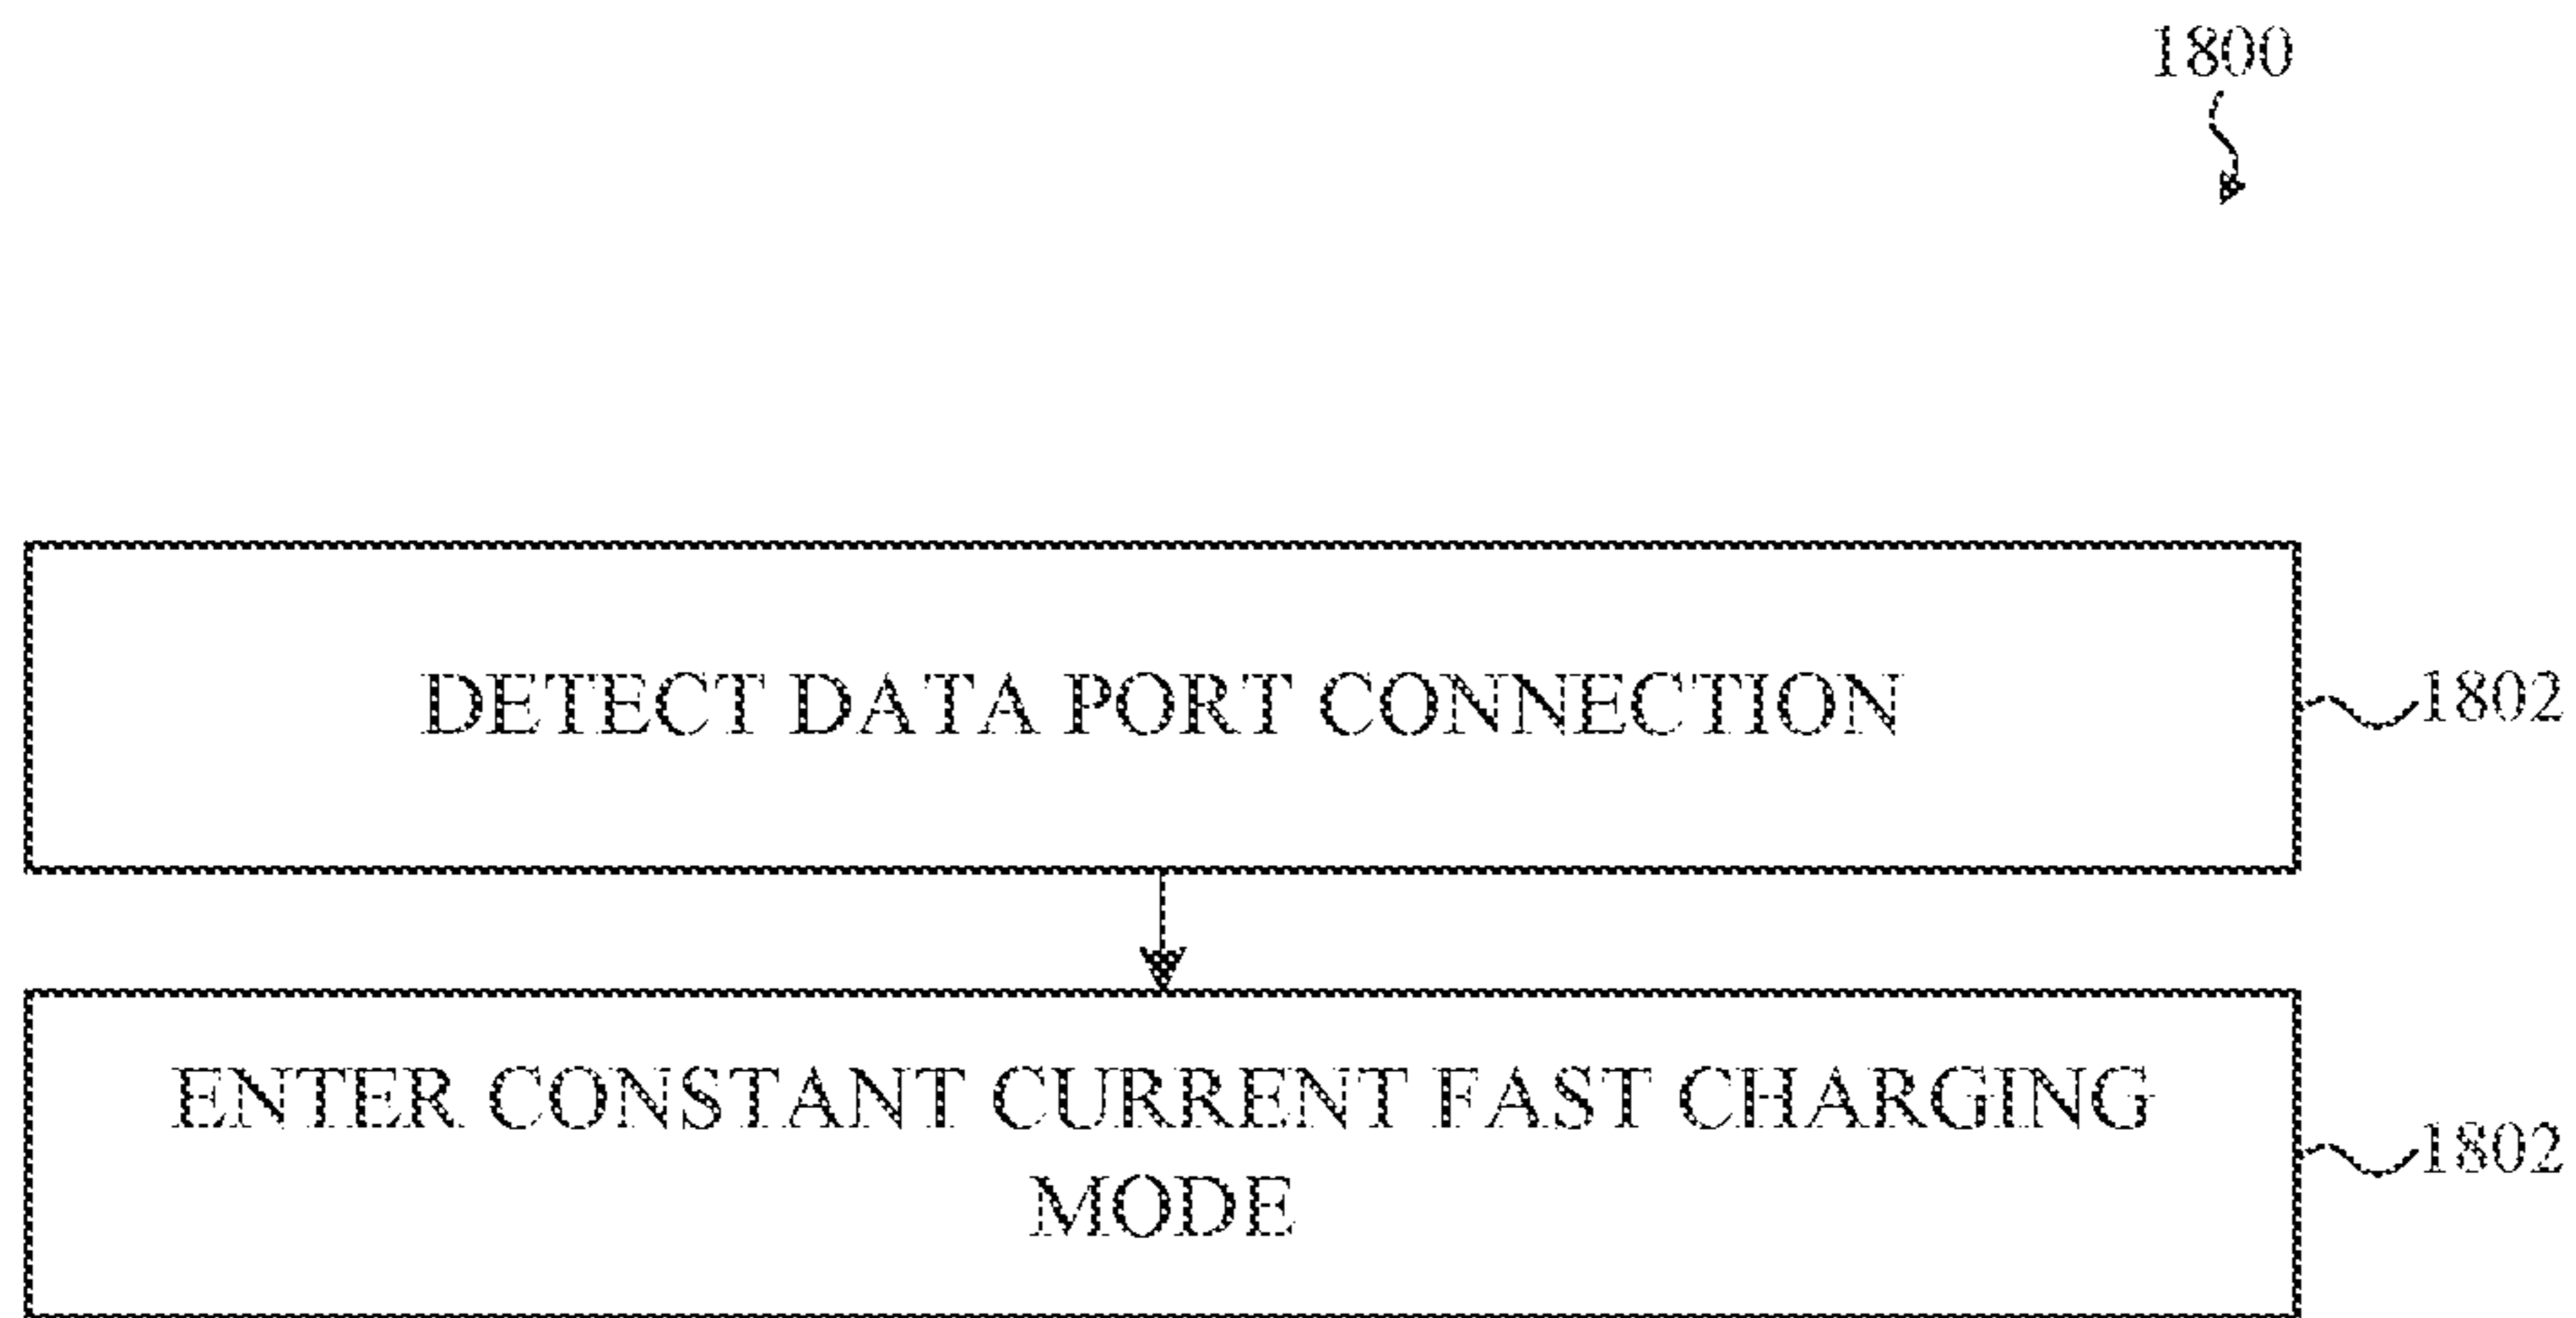 1800
DETECT DATA PORT CONNECTION
1802
ENTER CONSTANT CURRENT FAST CHARGING
MODE
1802